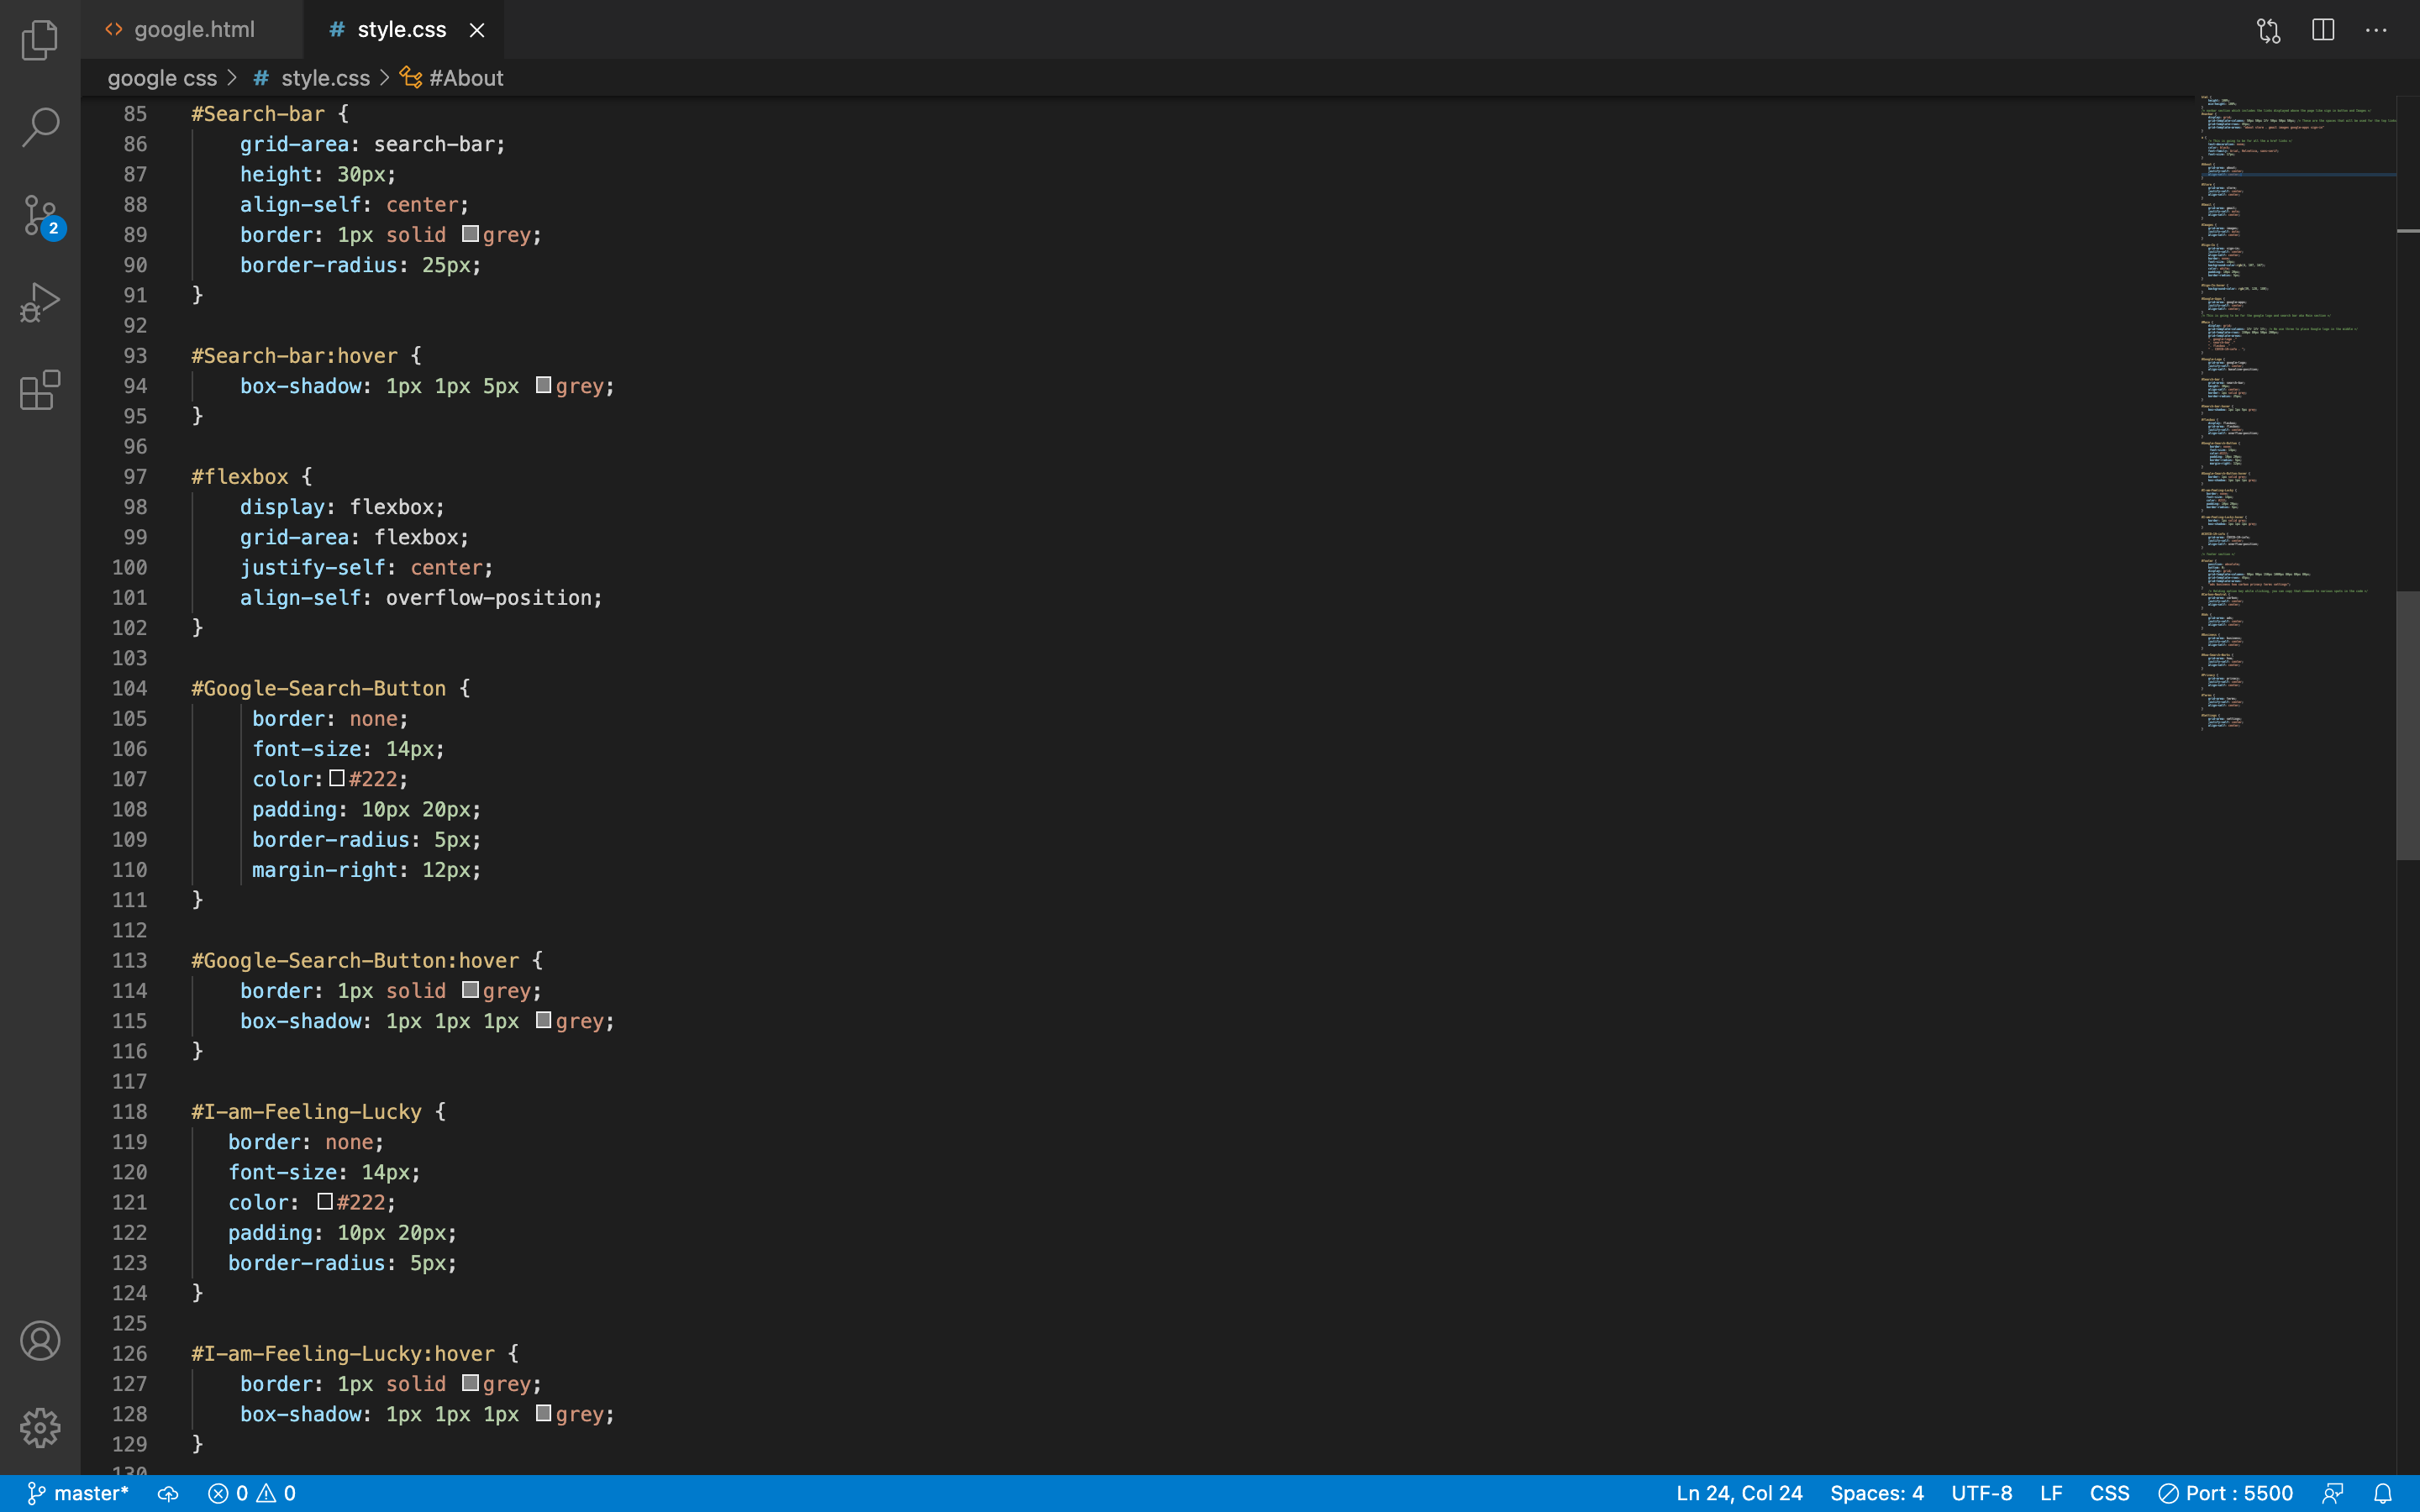 google.html
style.css
google css > # style.css > #About
85 #Search-bar {
86 grid-area: search-bar;
87 height: 30px;
88 align-self: center;
89 border: 1px solid grey;
90 border-radius: 25px;
91 }
92
93 #Search-bar:hover {
94 box-shadow: 1px 1px 5px grey;
95 }
96
97 #flexbox {
98 display: flexbox;
99 grid-area: flexbox;
100 justify-self: center;
101 align-self: overflow-position;
102 }
103
104 #Google-Search-Button {
105 border: none;
106 font-size: 14px;
107 color: #222;
108 padding: 10px 20px;
109 border-radius: 5px;
110 margin-right: 12px;
111 }
112
113 #Google-Search-Button:hover {
114 border: 1px solid grey;
115 box-shadow: 1px 1px 1px grey;
116 }
117
118 #I-am-Feeling-Lucky {
119 border: none;
120 font-size: 14px;
121 color: #222;
122 padding: 10px 20px;
123 border-radius: 5px;
124 }
125
126 #I-am-Feeling-Lucky:hover {
127 border: 1px solid grey;
128 box-shadow: 1px 1px 1px grey;
129 }
130
2
master* 0 0 Ln 24, Col 24 Spaces: 4 UTF-8 LF CSS Port : 5500